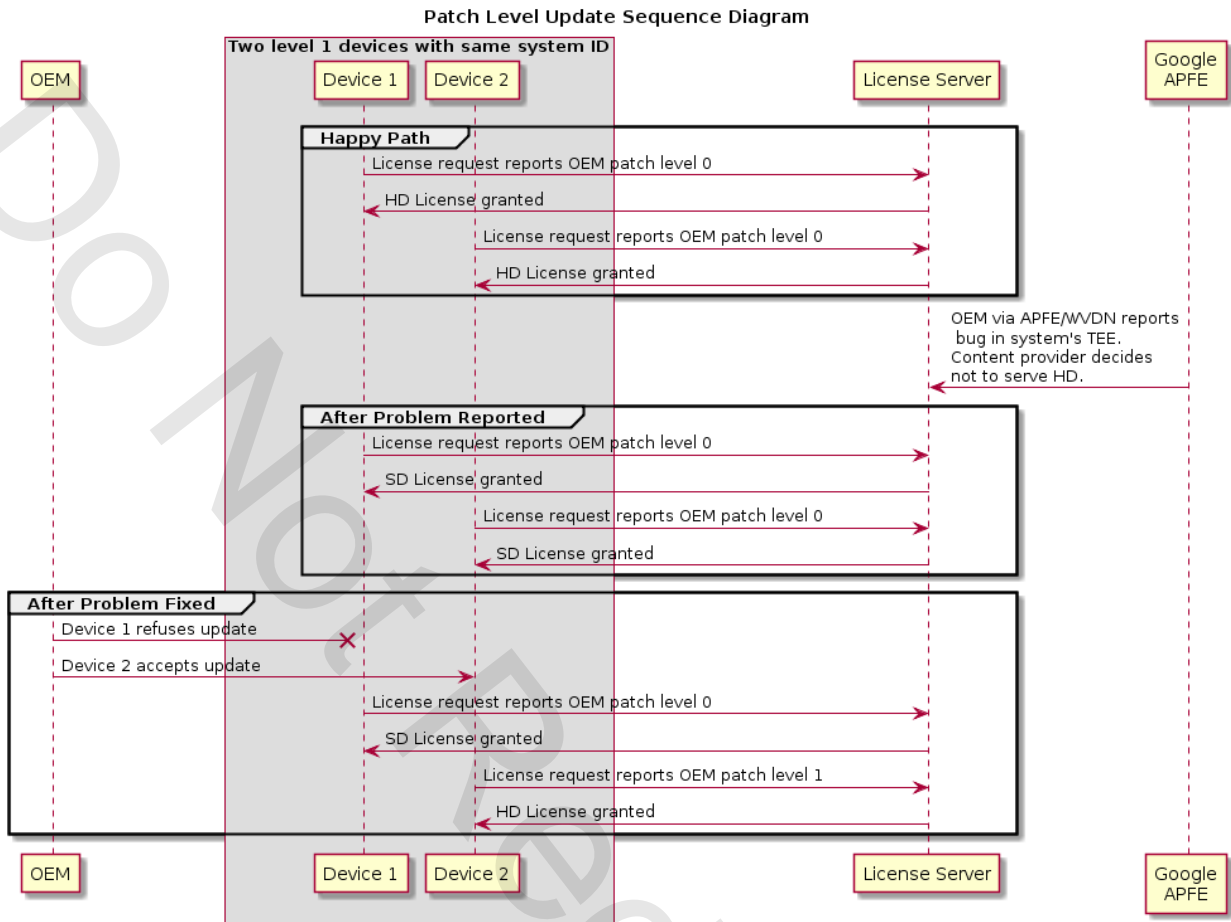 Patch Level Update Sequence Diagram
Two level 1 devices with same system ID
OEM
Device 1
Device 2
License Server
Google
APFE
Happy Path
License request reports OEM patch level 0
HD License granted
License request reports OEM patch level 0
HD License granted
OEM via APFE/WVDN reports
bug in system's TEE.
Content provider decides
not to serve HD.
After Problem Reported
License request reports OEM patch level 0
SD License granted
License request reports OEM patch level 0
SD License granted
After Problem Fixed
Device 1 refuses update
Device 2 accepts update
License request reports OEM patch level 0
SD License granted
License request reports OEM patch level 1
HD License granted
OEM
Device 1
Device 2
License Server
Google
APFE
Do Not